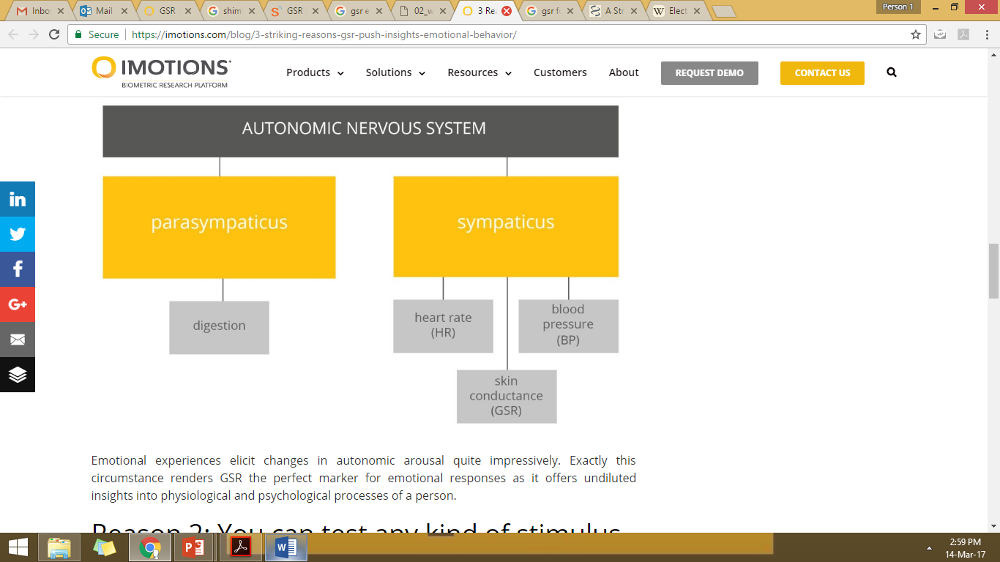 Inbo
Mail
GSR
shim
GSR
gsr e
02_w
3 Rea
gsr f
A Str
Elect
Person 1
Secure
https://imotions.com/blog/3-striking-reasons-gsr-push-insights-emotional-behavior/
IMOTIONS
BIOMETRIC RESEARCH PLATFORM
Products
Solutions
Resources
Customers
About
REQUEST DEMO
CONTACT US
AUTONOMIC NERVOUS SYSTEM
parasympaticus
sympaticus
digestion
heart rate
(HR)
blood
pressure
(BP)
skin
conductance
(GSR)
Emotional experiences elicit changes in autonomic arousal quite impressively. Exactly this
circumstance renders GSR the perfect marker for emotional responses as it offers undiluted
insights into physiological and psychological processes of a person.
Reason 2: You can test any kind of stimulus
2:59 PM
14-Mar-17